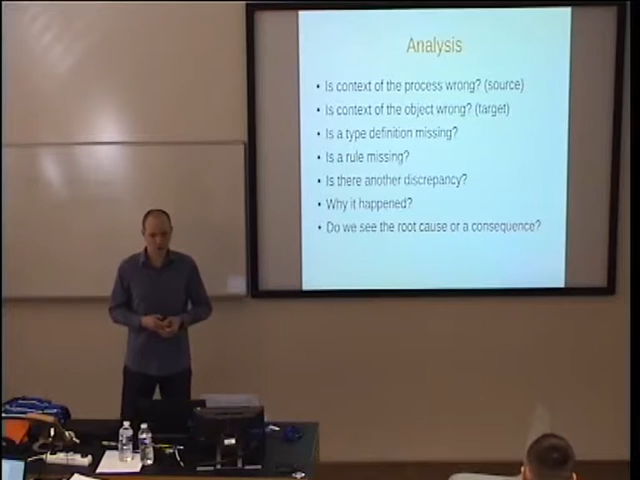 Analysis
• Is context of the process wrong? (source)
• Is context of the object wrong? (target)
• Is a type definition missing?
• Is a rule missing?
• Is there another discrepancy?
• Why it happened?
• Do we see the root cause or a consequence?